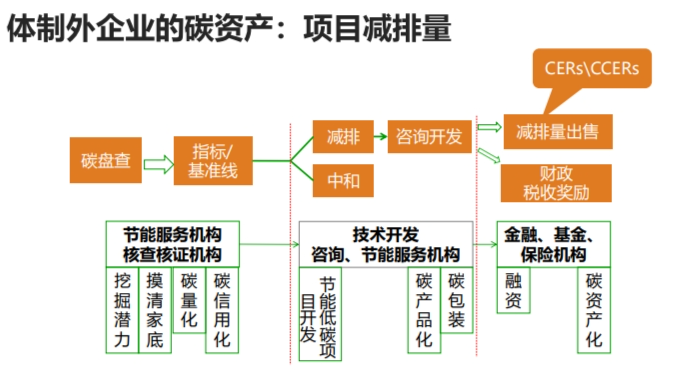 体制外企业的碳资产：项目减排量
CERs\CCERs
碳盘查
指标/
基准线
减排
中和
咨询开发
减排量出售
财政
税收奖励
节能服务机构
核查核证机构
挖掘潜力
摸清家底
碳量化
碳信用化
技术开发
咨询、节能服务机构
节能低碳项
目开发
碳产品化
碳包装
金融、基金、
保险机构
融资
碳资产化